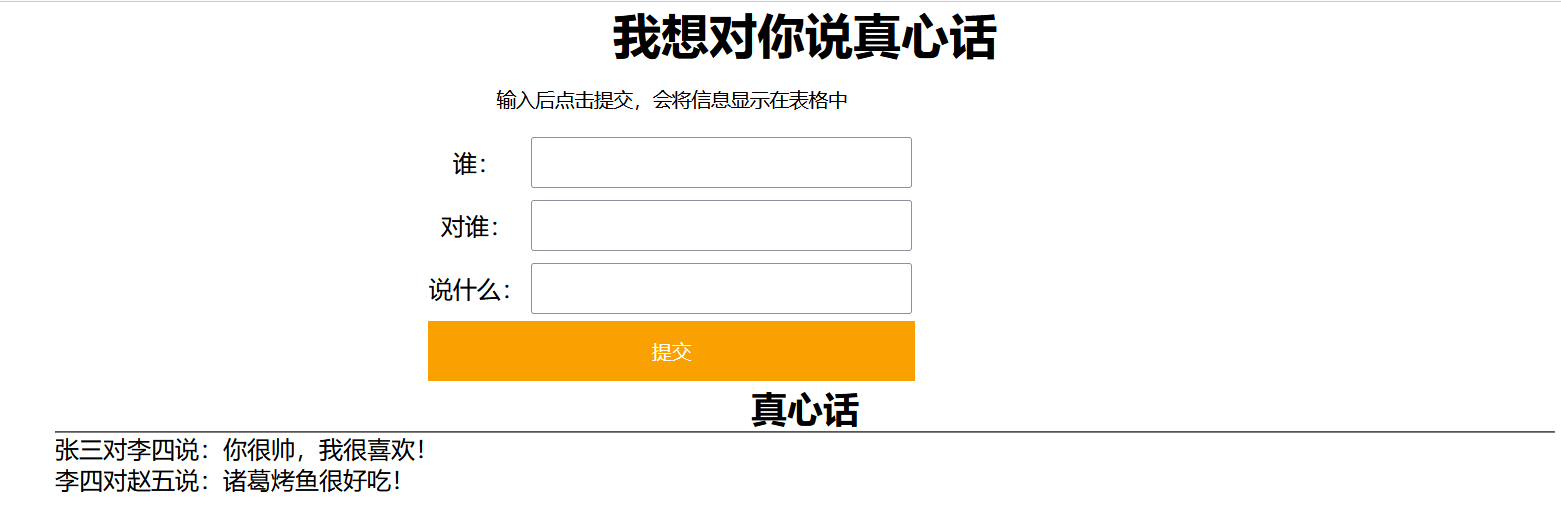 我想对你说真心话
输入后点击提交，会将信息显示在表格中
谁：
对谁：
说什么：
提交
真心话
张三对李四说：你很帅，我很喜欢！
李四对赵五说：诸葛烤鱼很好吃！